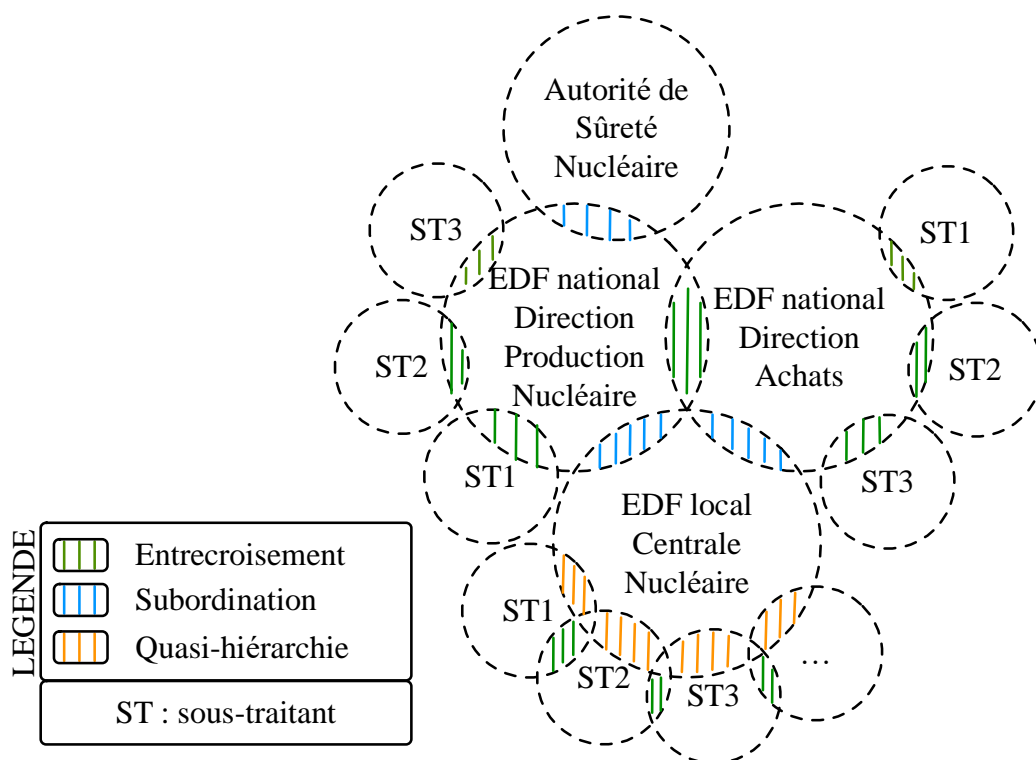 Autorité de
Sûreté
Nucléaire
ST3
ST1
EDF national
Direction
Production
Nucléaire
EDF national
Direction
Achats
ST2
ST2
ST1
ST3
EDF local
Centrale
Nucléaire
ST1
ST2
ST3
…
LEGENDE
Entrecroisement
Subordination
Quasi-hiérarchie
ST : sous-traitant